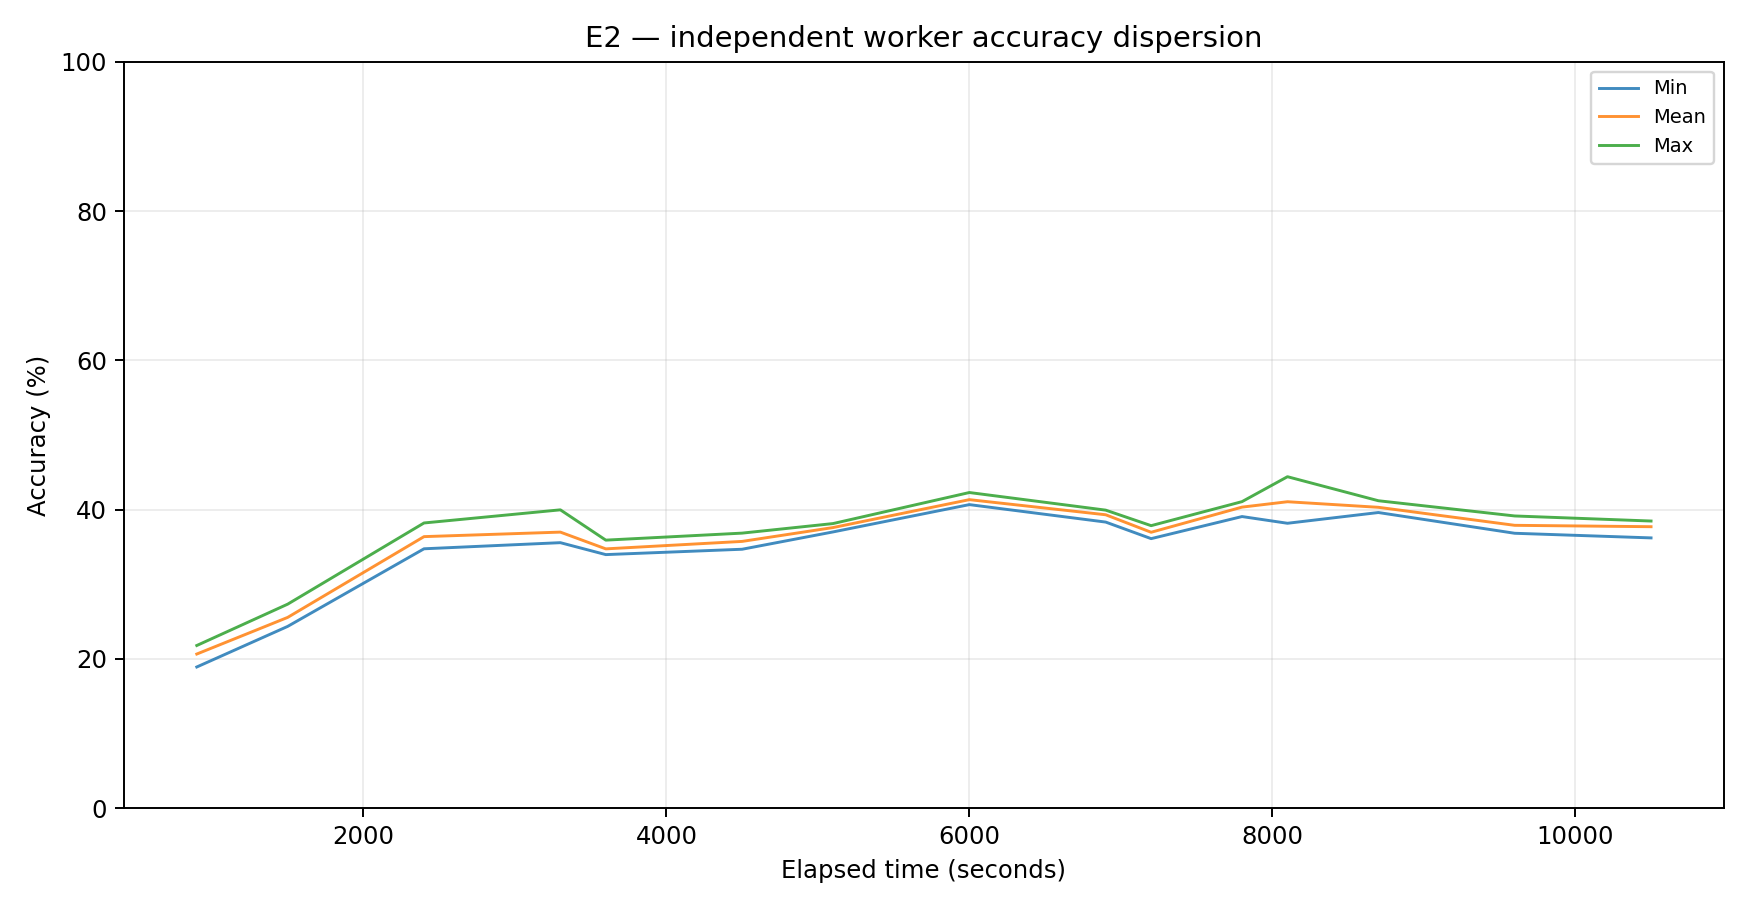 E2 — independent worker accuracy dispersion
100
80
60
40
20
0
Accuracy (%)
Min
Mean
Max
2000
4000
6000
8000
10000
Elapsed time (seconds)